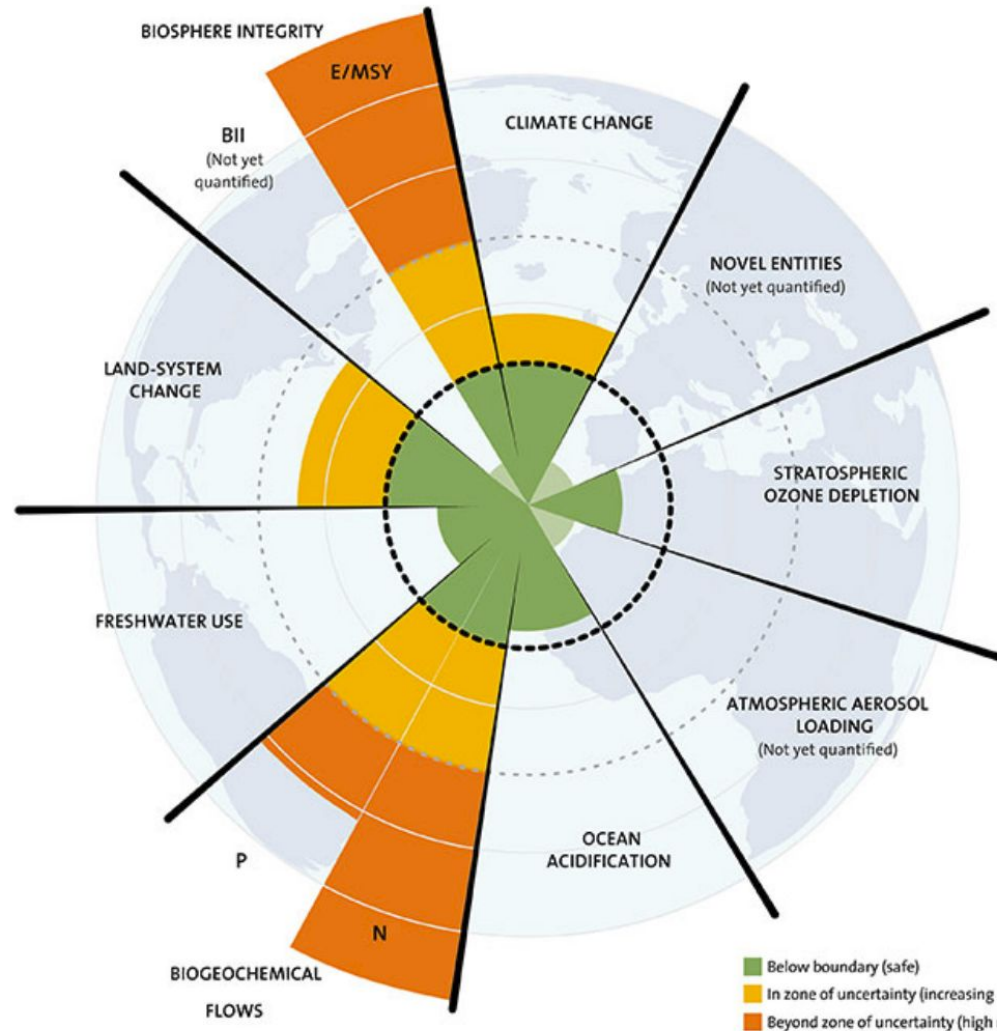 BIOSPHERE INTEGRITY
E/MSY
BII
(Not yet
quantified)
CLIMATE CHANGE
NOVEL ENTITIES
(Not yet quantified)
LAND-SYSTEM
CHANGE
STRATOSPHERIC
OZONE DEPLETION
FRESHWATER USE
ATMOSPHERIC AEROSOL
LOADING
(Not yet quantified)
OCEAN
ACIDIFICATION
P
N
BIOGEOCHEMICAL
FLOWS
Below boundary (safe)
In zone of uncertainty (increasing
Beyond zone of uncertainty (high